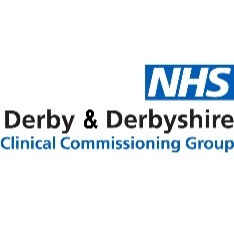 NHS
Derby & Derbyshire
Clinical Commissioning Group